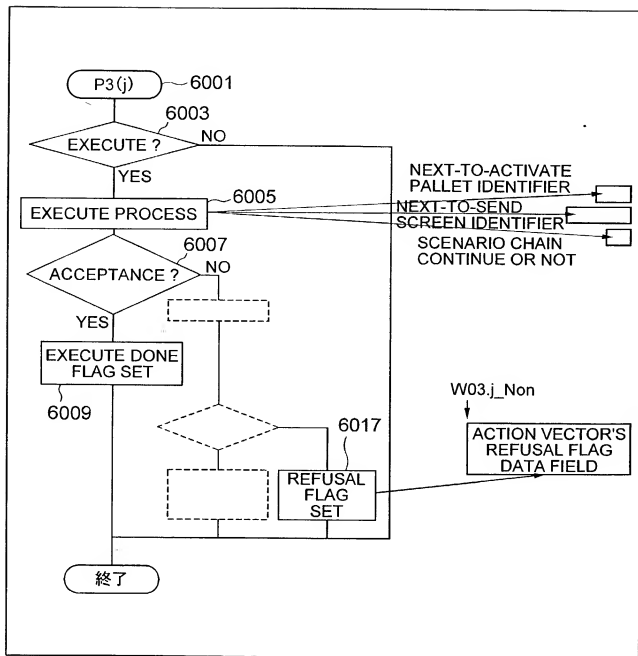 P3(j)
6001
6003
EXECUTE ?
NO
YES
6005
EXECUTE PROCESS
NEXT-TO-ACTIVATE
PALLET IDENTIFIER
NEXT-TO-SEND
SCREEN IDENTIFIER
SCENARIO CHAIN
CONTINUE OR NOT
6007
ACCEPTANCE ?
NO
YES
EXECUTE DONE
FLAG SET
6009
6017
REFUSAL
FLAG
SET
W03.j_Non
ACTION VECTOR'S
REFUSAL FLAG
DATA FIELD
終了